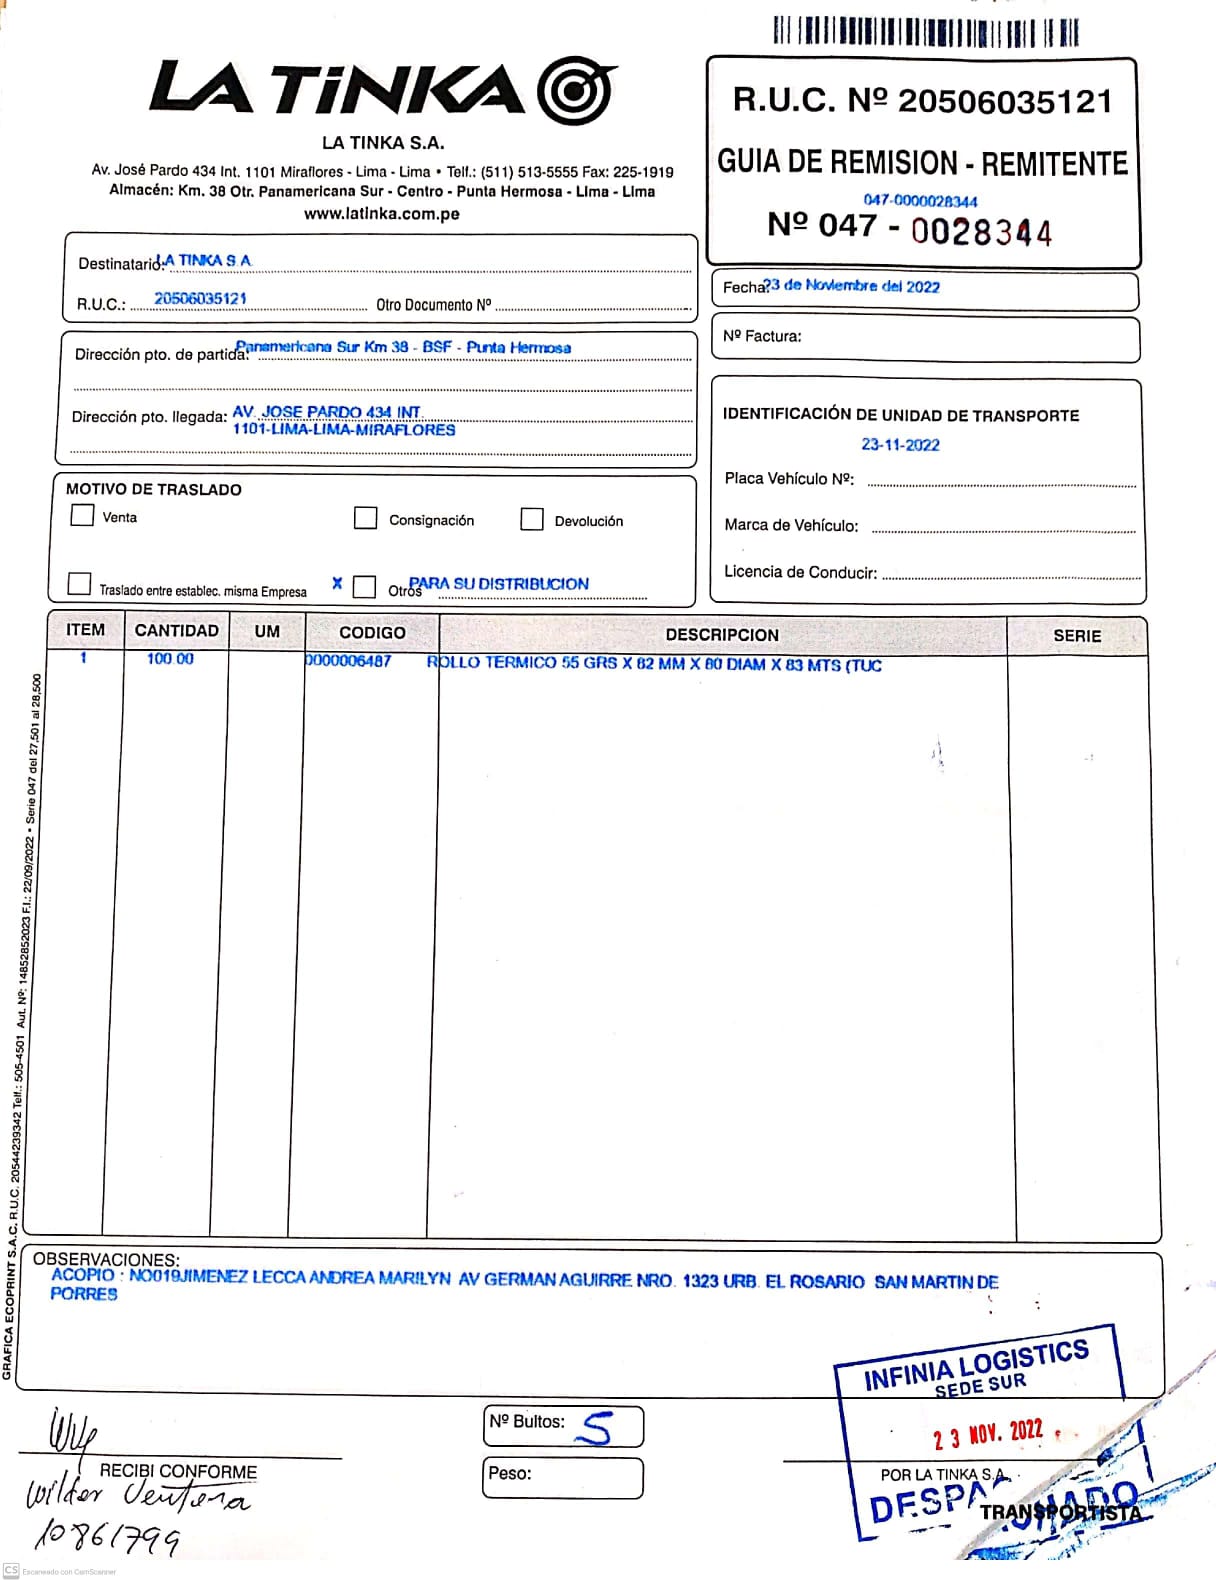 LA TiNKA
LA TINKA S.A.
Av. José Pardo 434 Int. 1101 Miraflores - Lima - Lima • Telf.: (511) 513-5555 Fax: 225-1919
Almacén: Km. 38 Otr. Panamericana Sur - Centro - Punta Hermosa - Lima - Lima
www.latinka.com.pe
R.U.C. Nº 20506035121
GUIA DE REMISION - REMITENTE
047-0000028344
Nº 047 - 0028344
Destinatario: LA TINKA S.A.
R.U.C.: 20506035121 Otro Documento Nº
Fecha: 23 de Noviembre del 2022
Nº Factura:
Dirección pto. de partida: Panamericana Sur Km 38 - BSF - Punta Hermosa
Dirección pto. llegada: AV. JOSE PARDO 434 INT.
1101-LIMA-LIMA-MIRAFLORES
IDENTIFICACIÓN DE UNIDAD DE TRANSPORTE
23-11-2022
Placa Vehículo Nº:
Marca de Vehículo:
Licencia de Conducir:
MOTIVO DE TRASLADO
Venta Consignación Devolución
Traslado entre establec. misma Empresa X Otros PARA SU DISTRIBUCION
ITEM CANTIDAD UM CODIGO DESCRIPCION SERIE
1 100.00 0000006487 ROLLO TERMICO 55 GRS X 82 MM X 80 DIAM X 83 MTS (TUC
GRAFICA ECOPRINT S.A.C. R.U.C. 20544239342 Telf.: 505-4501 Aut. Nº: 14852852023 F.I.: 22/09/2022 • Serie 047 del 27,501 al 28,500
OBSERVACIONES:
ACOPIO : NO019JIMENEZ LECCA ANDREA MARILYN AV GERMAN AGUIRRE NRO. 1323 URB. EL ROSARIO SAN MARTIN DE
PORRES
INFINIA LOGISTICS
SEDE SUR
23 NOV. 2022
Nº Bultos: 5
Peso:
RECIBI CONFORME
Wilder Ventura
10861799
POR LA TINKA S.A.
TRANSPORTISTA
CS Escaneado con CamScanner